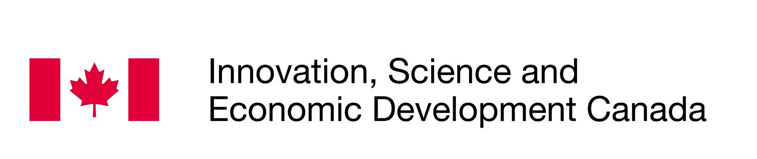 Innovation, Science and
Economic Development Canada